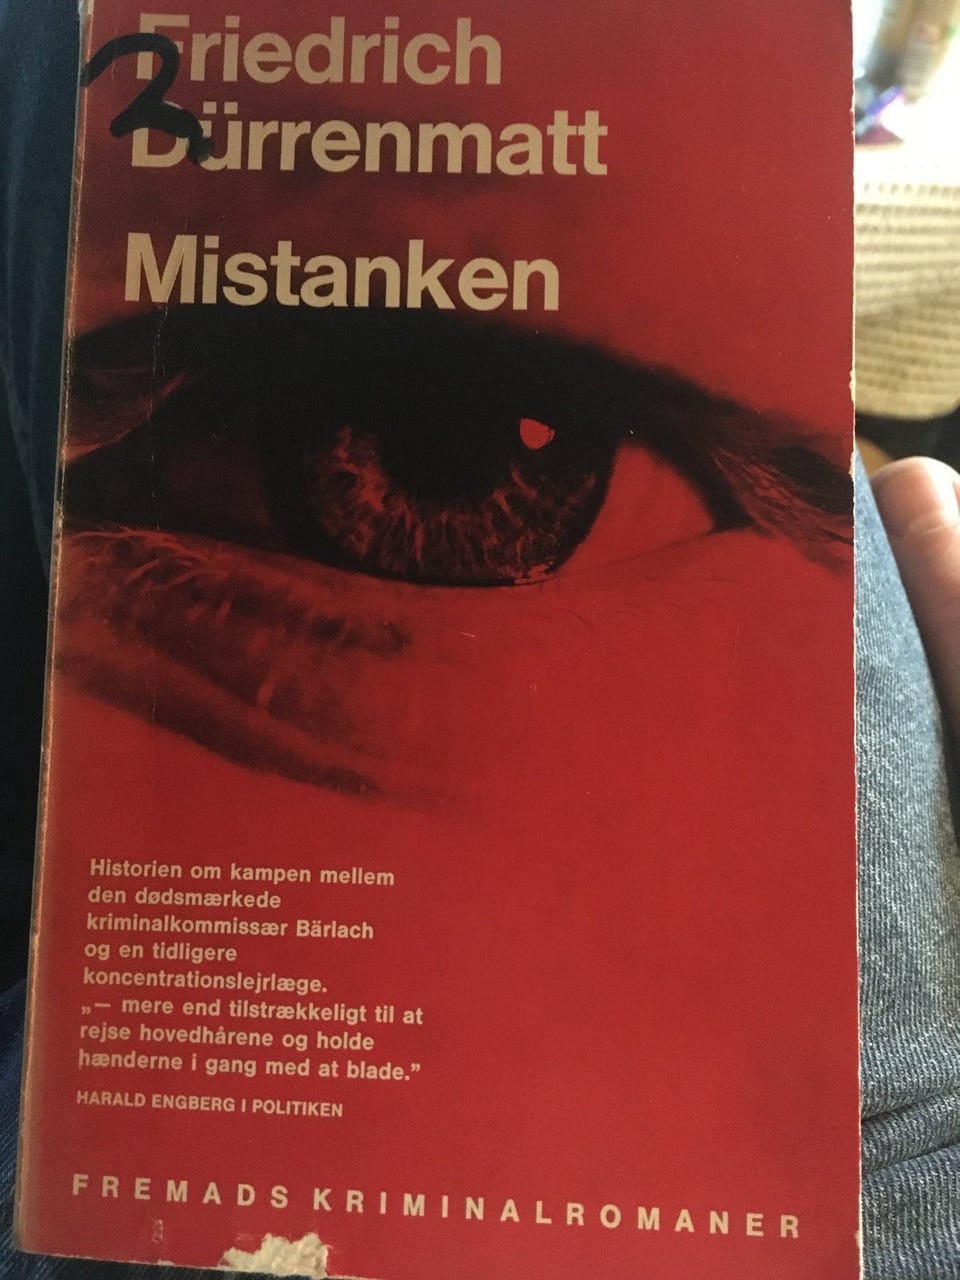 Friedrich
Dürrenmatt
Mistanken
Historien om kampen mellem
den dødsmærkede
kriminalkommissær Bärlach
og en tidligere
koncentrationslejrlæge.
„— mere end tilstrækkeligt til at
rejse hovedhårene og holde
hænderne i gang med at blade.”
HARALD ENGBERG I POLITIKEN
FREMADS KRIMINALROMANER